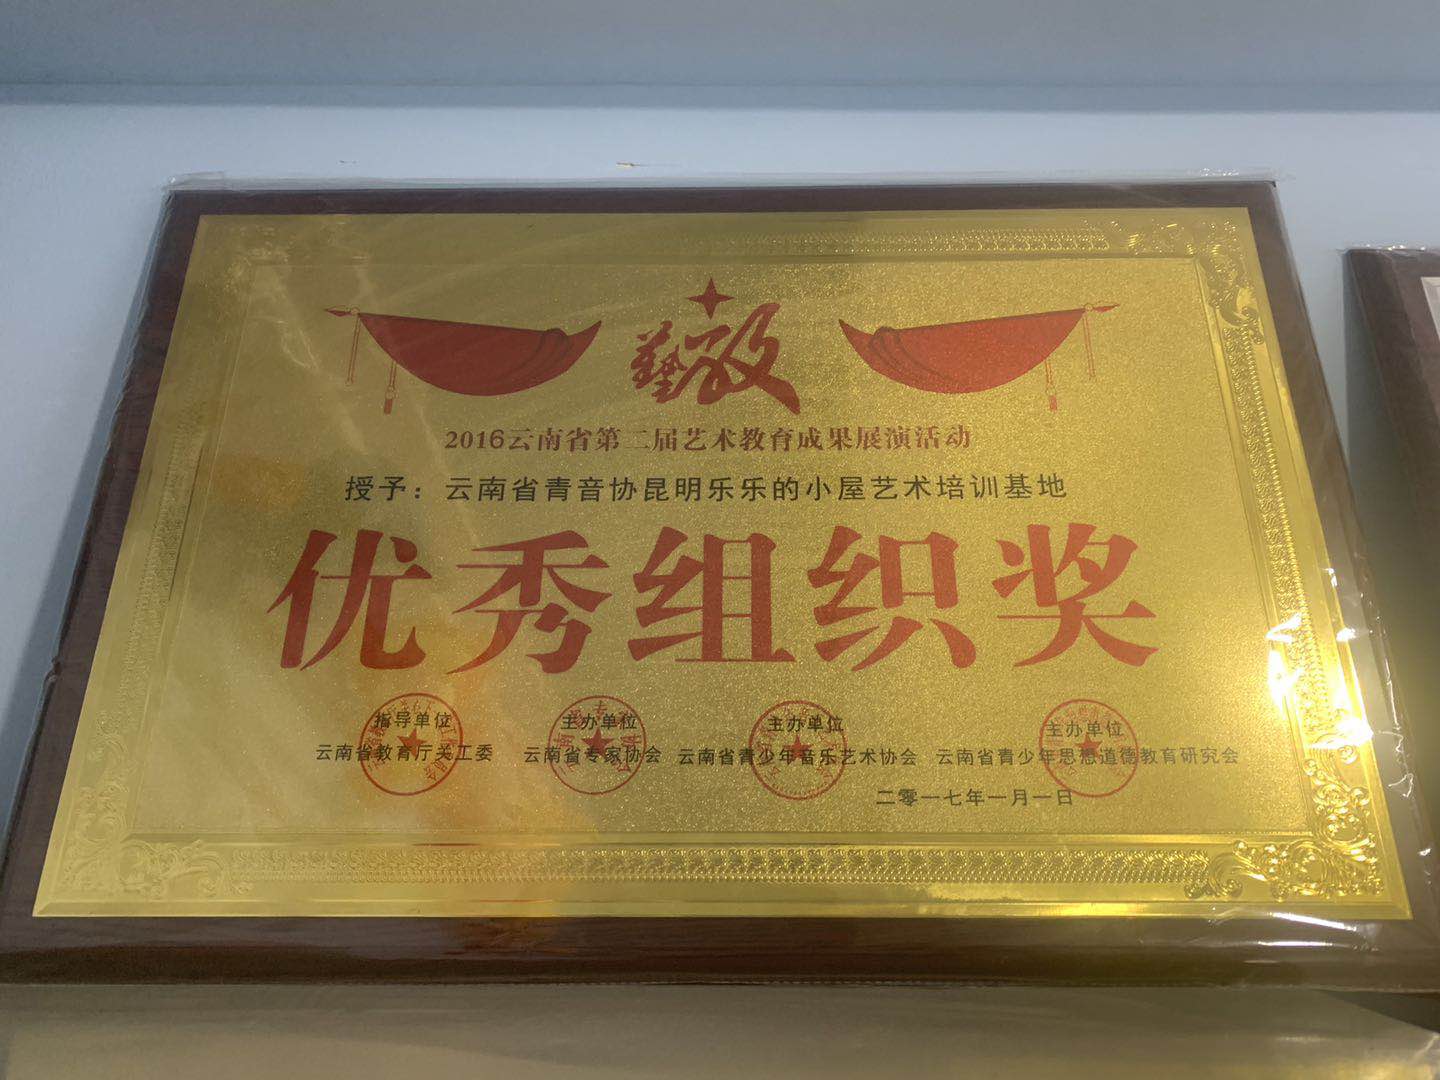 藝教
2016云南省第二届艺术教育成果展演活动
授予：云南省青音协昆明乐乐的小屋艺术培训基地
优秀组织奖
指导单位 主办单位 主办单位 主办单位
云南省教育厅关工委 云南省专家协会 云南省青少年音乐艺术协会 云南省青少年思想道德教育研究会
二零一七年一月一日